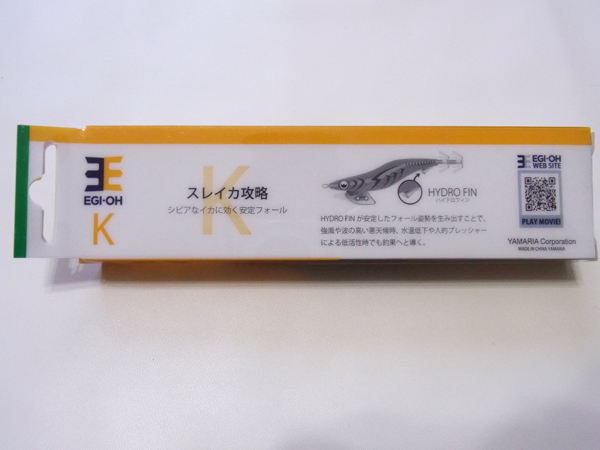 EGI-OH
K
K
スレイカ攻略
シビアなイカに効く安定フォール
HYDRO FIN
ハイドロフィン
HYDRO FIN が安定したフォール姿勢を生み出すことで、
強風や波の高い悪天候時、水温低下や人的プレッシャー
による低活性時でも釣果へと導く。
EGI-OH
WEB SITE
PLAY MOVIE!
YAMARIA Corporation
MADE IN CHINA YAMARIA